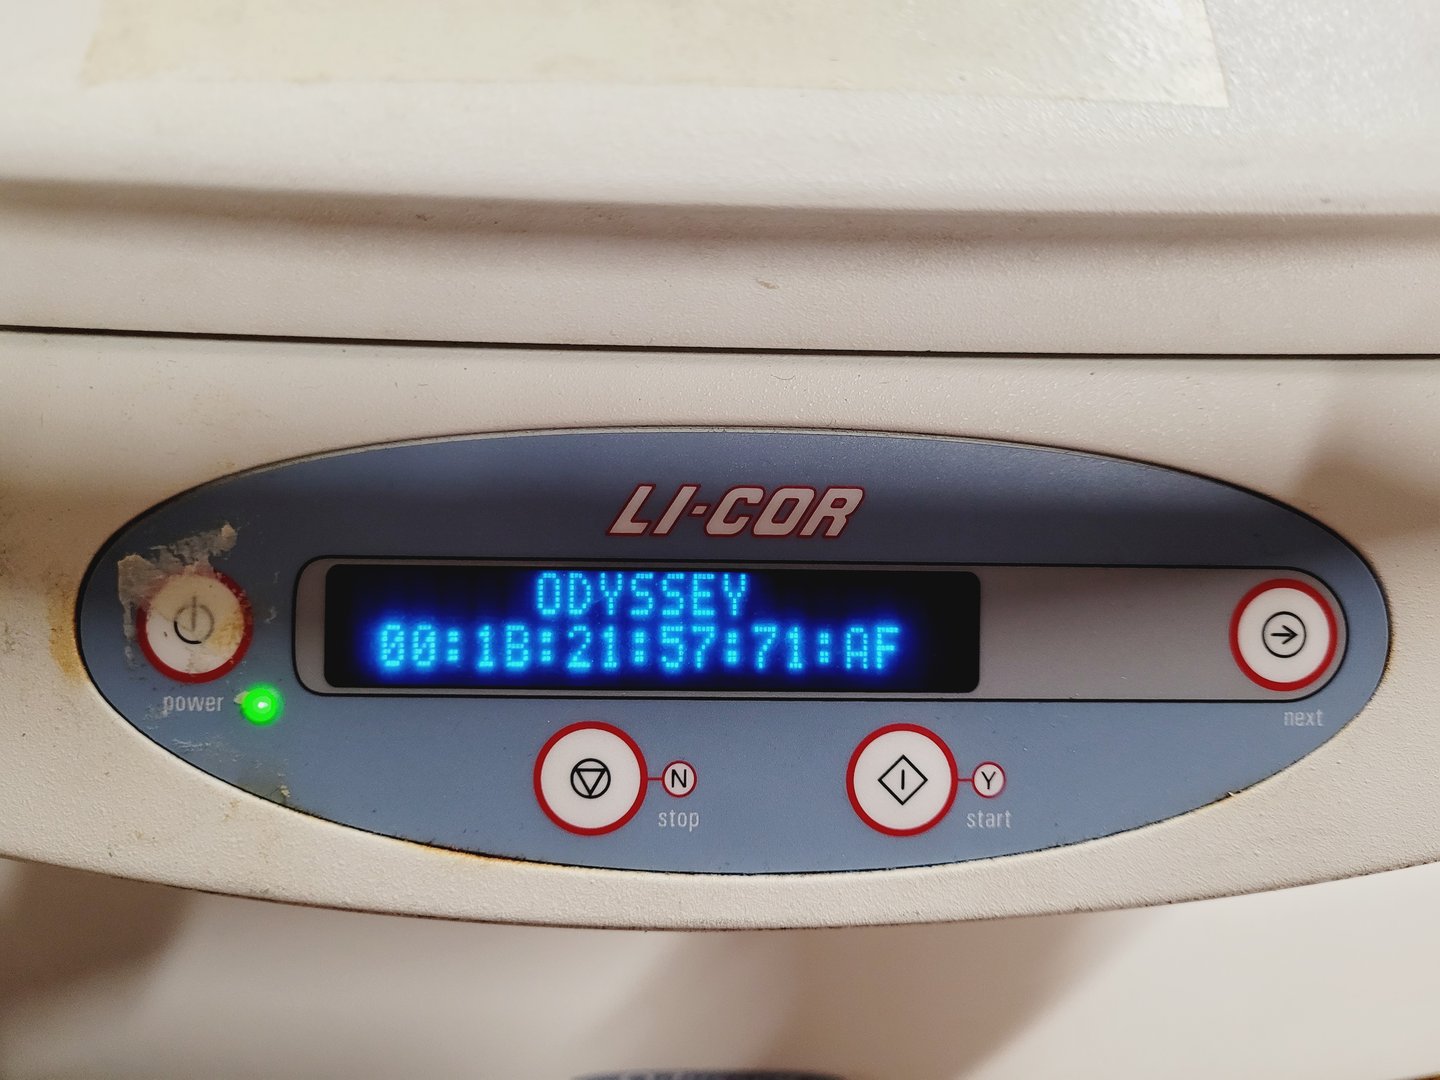 LI-COR
ODYSSEY
00:1B:21:57:71:AF
power
next
N
stop
Y
start